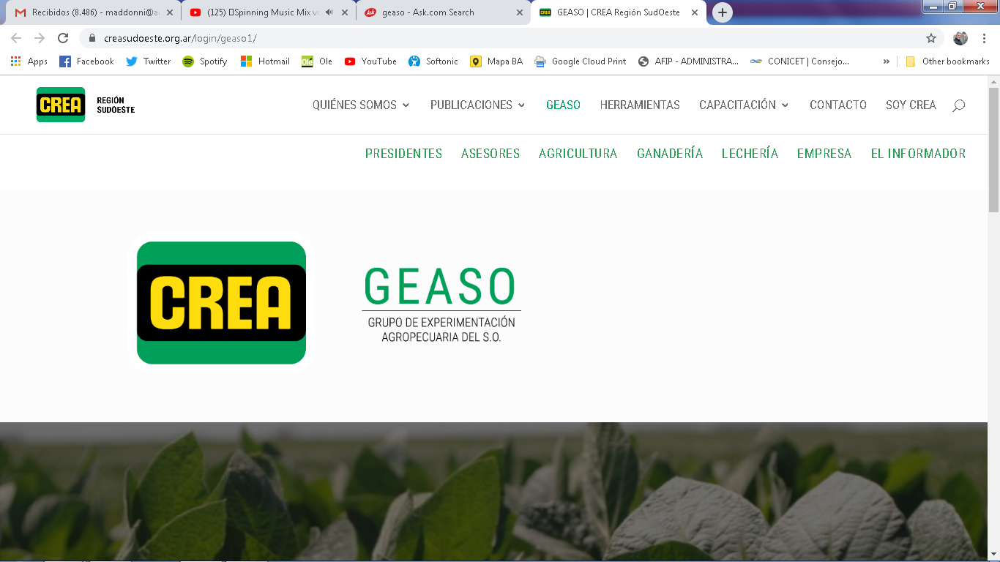 Recibidos (8.486) - maddonni@a
(125) Spinning Music Mix v
geaso - Ask.com Search
GEASO | CREA Región SudOeste
creasudoeste.org.ar/login/geaso1/
Apps Facebook Twitter Spotify Hotmail Ole YouTube Softonic Mapa BA Google Cloud Print AFIP - ADMINISTRA... CONICET | Consejo... » Other bookmarks
CREA
REGIÓN
SUDOESTE
QUIÉNES SOMOS PUBLICACIONES GEASO HERRAMIENTAS CAPACITACIÓN CONTACTO SOY CREA
PRESIDENTES ASESORES AGRICULTURA GANADERÍA LECHERÍA EMPRESA EL INFORMADOR
CREA
GEASO
GRUPO DE EXPERIMENTACIÓN
AGROPECUARIA DEL S.O.